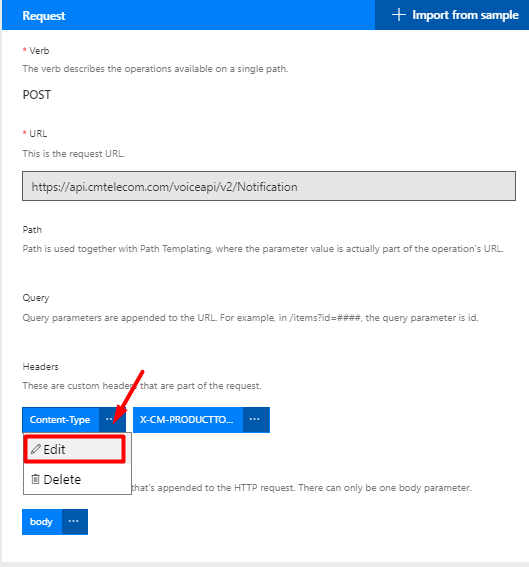 Request
+ Import from sample
* Verb
The verb describes the operations available on a single path.
POST
* URL
This is the request URL.
https://api.cmtelecom.com/voiceapi/v2/Notification
Path
Path is used together with Path Templating, where the parameter value is actually part of the operation's URL.
Query
Query parameters are appended to the URL. For example, in /items?id=####, the query parameter is id.
Headers
These are custom headers that are part of the request.
Content-Type ...
X-CM-PRODUCTTO... ...
Edit
Delete
that's appended to the HTTP request. There can only be one body parameter.
body ...